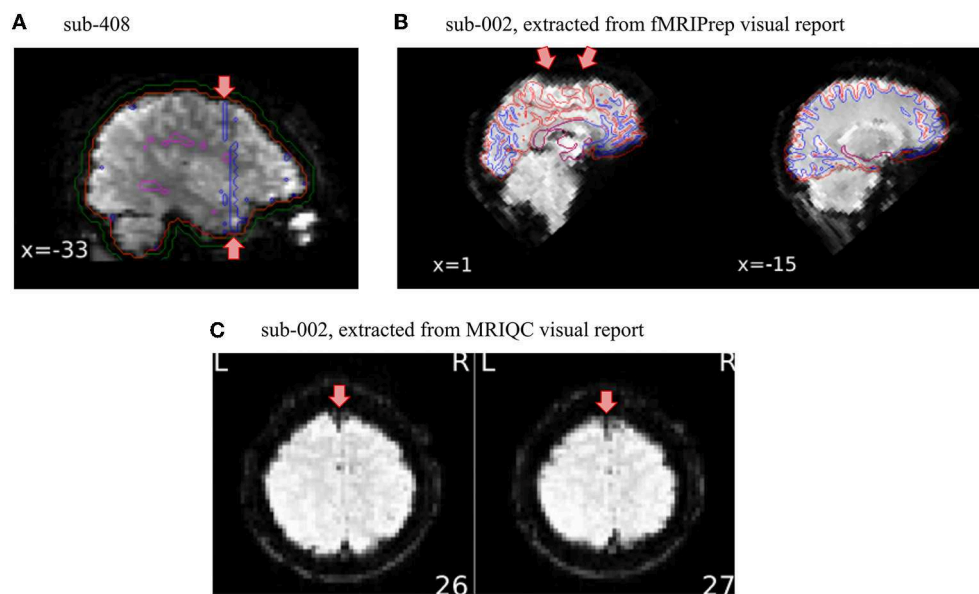 A sub-408
x=-33
B sub-002, extracted from fMRIPrep visual report
x=1
x=-15
C sub-002, extracted from MRIQC visual report
L R
26
L R
27